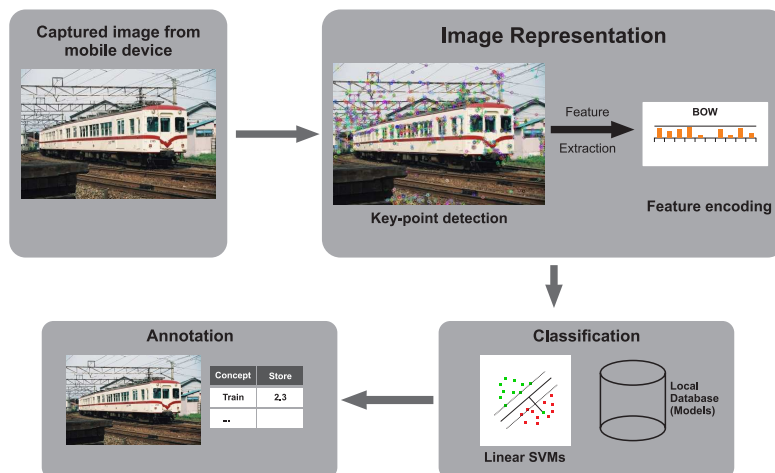 Captured image from
mobile device
Image Representation
Key-point detection
Feature
Extraction
BOW
Feature encoding
Classification
Linear SVMs
Local
Database
(Models)
Annotation
Concept Store
Train 2,3
...